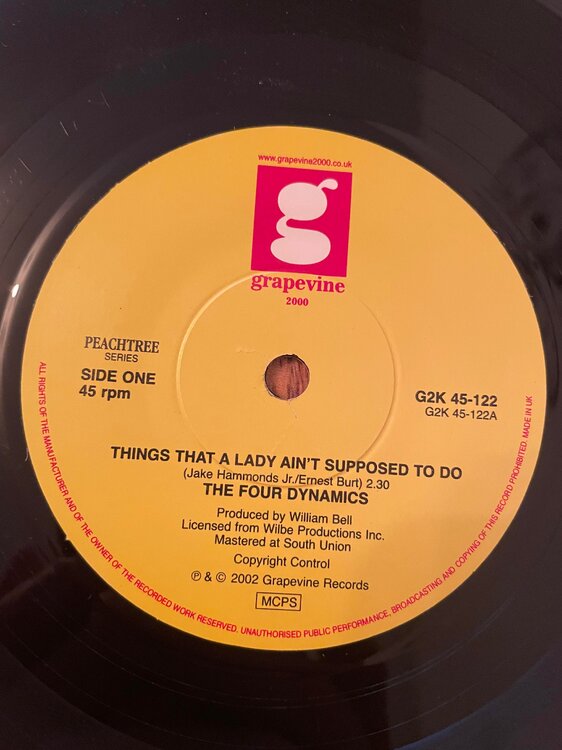 www.grapevine2000.co.uk
g
grapevine
2000
PEACHTREE
SERIES
SIDE ONE
45 rpm
G2K 45-122
G2K 45-122A
THINGS THAT A LADY AIN'T SUPPOSED TO DO
(Jake Hammonds Jr./Ernest Burt) 2.30
THE FOUR DYNAMICS
Produced by William Bell
Licensed from Wilbe Productions Inc.
Mastered at South Union
Copyright Control
℗ & © 2002 Grapevine Records
MCPS
ALL RIGHTS OF THE MANUFACTURER AND OF THE OWNER OF THE RECORDED WORK RESERVED. UNAUTHORISED PUBLIC PERFORMANCE, BROADCASTING AND COPYING OF THIS RECORD PROHIBITED. MADE IN UK